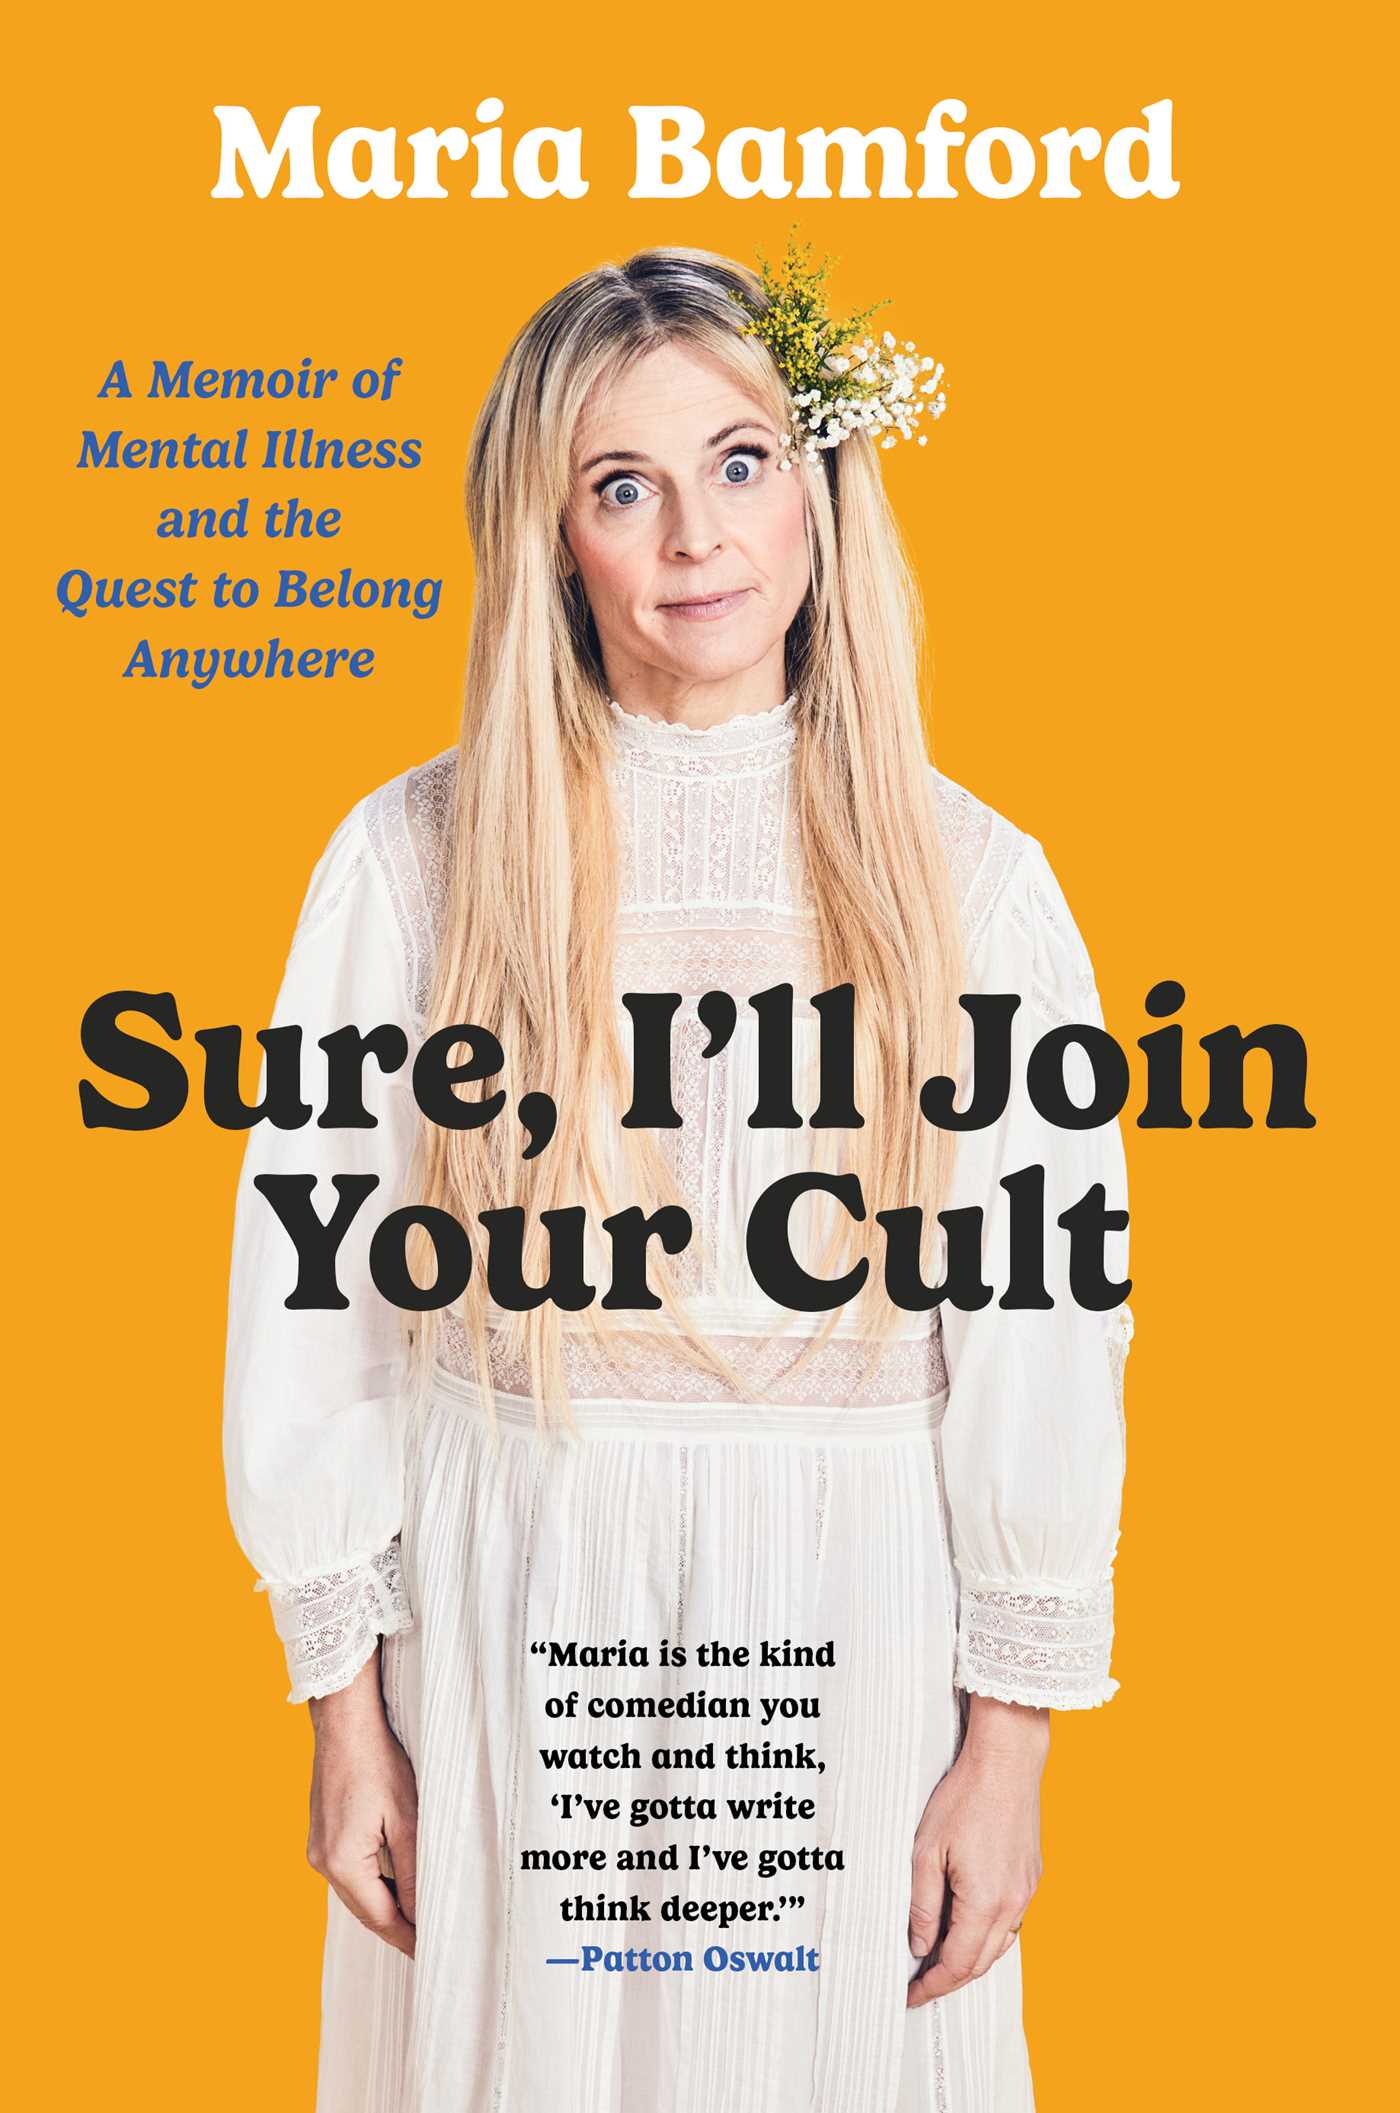 Maria Bamford
A Memoir of
Mental Illness
and the
Quest to Belong
Anywhere
Sure, I’ll Join
Your Cult
“Maria is the kind
of comedian you
watch and think,
‘I’ve gotta write
more and I’ve gotta
think deeper.’”
—Patton Oswalt